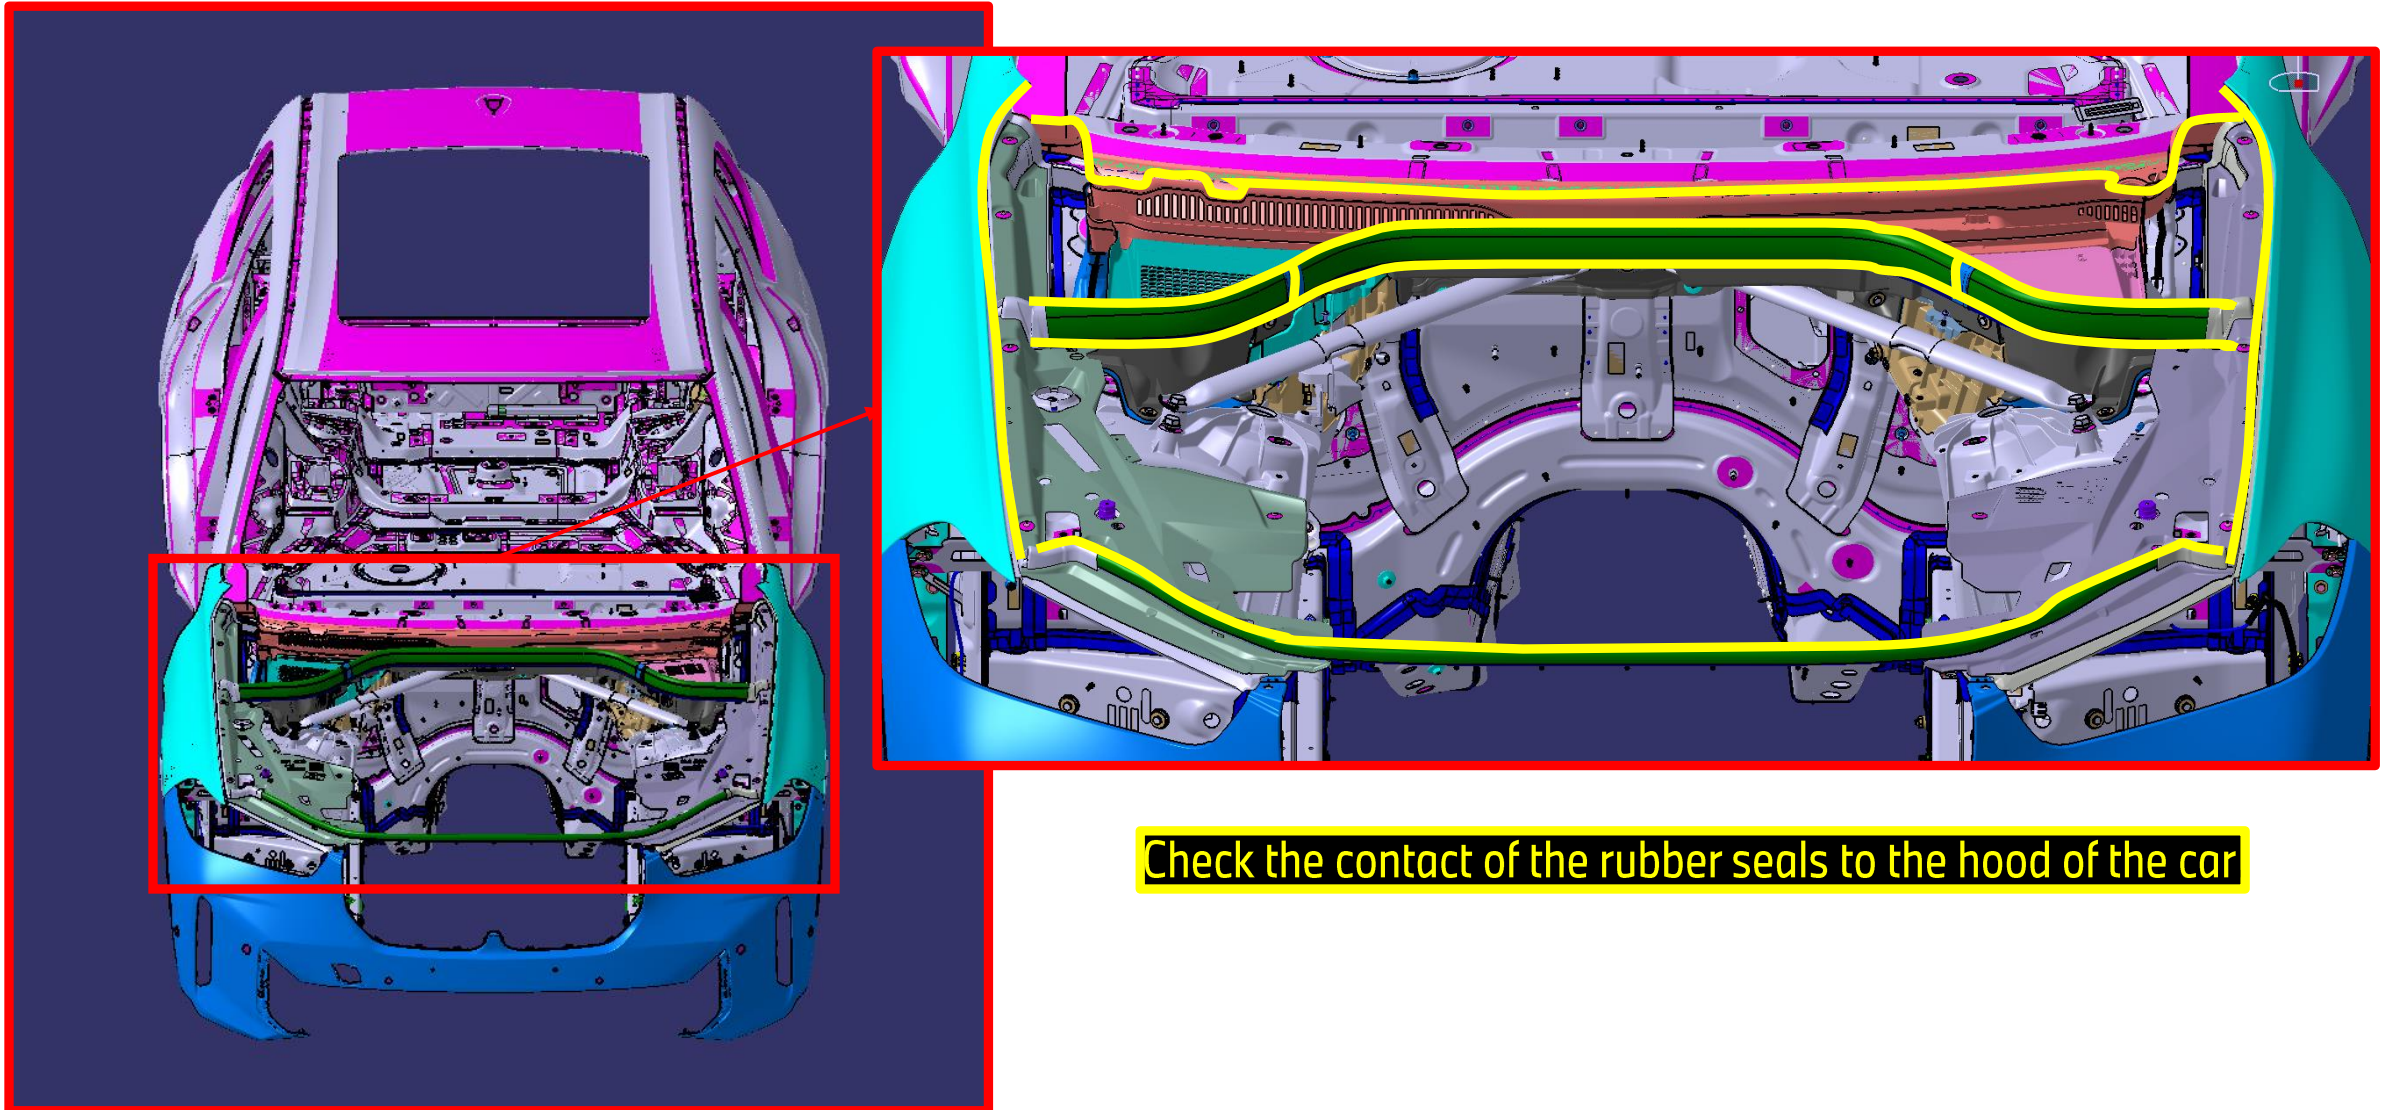 Check the contact of the rubber seals to the hood of the car